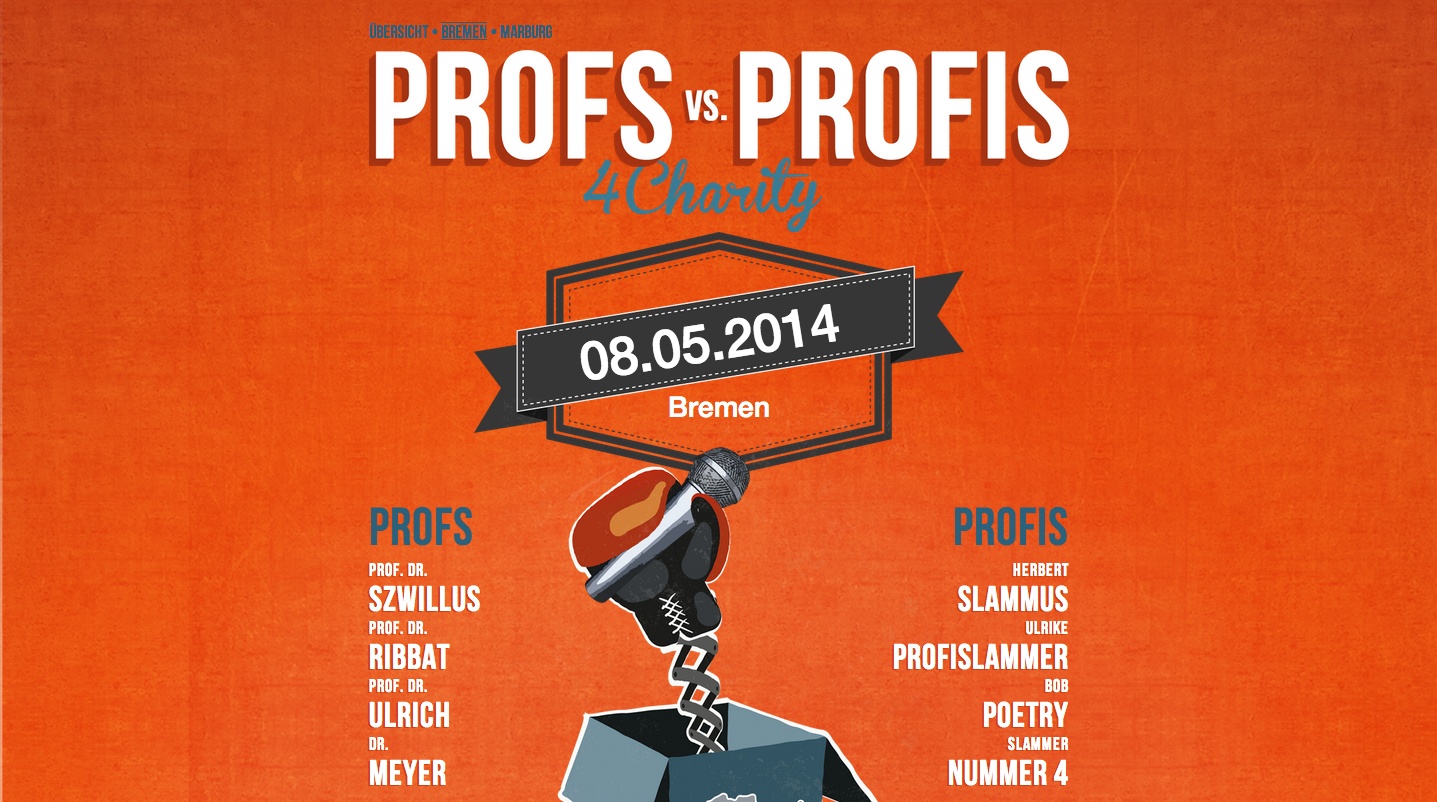 ÜBERSICHT • BREMEN • MARBURG
PROFS VS. PROFIS
4Charity
08.05.2014
Bremen
PROFS
PROF. DR.
SZWILLUS
PROF. DR.
RIBBAT
PROF. DR.
ULRICH
DR.
MEYER
PROFIS
HERBERT
SLAMMUS
ULRIKE
PROFISLAMMER
BOB
POETRY
SLAMMER
NUMMER 4